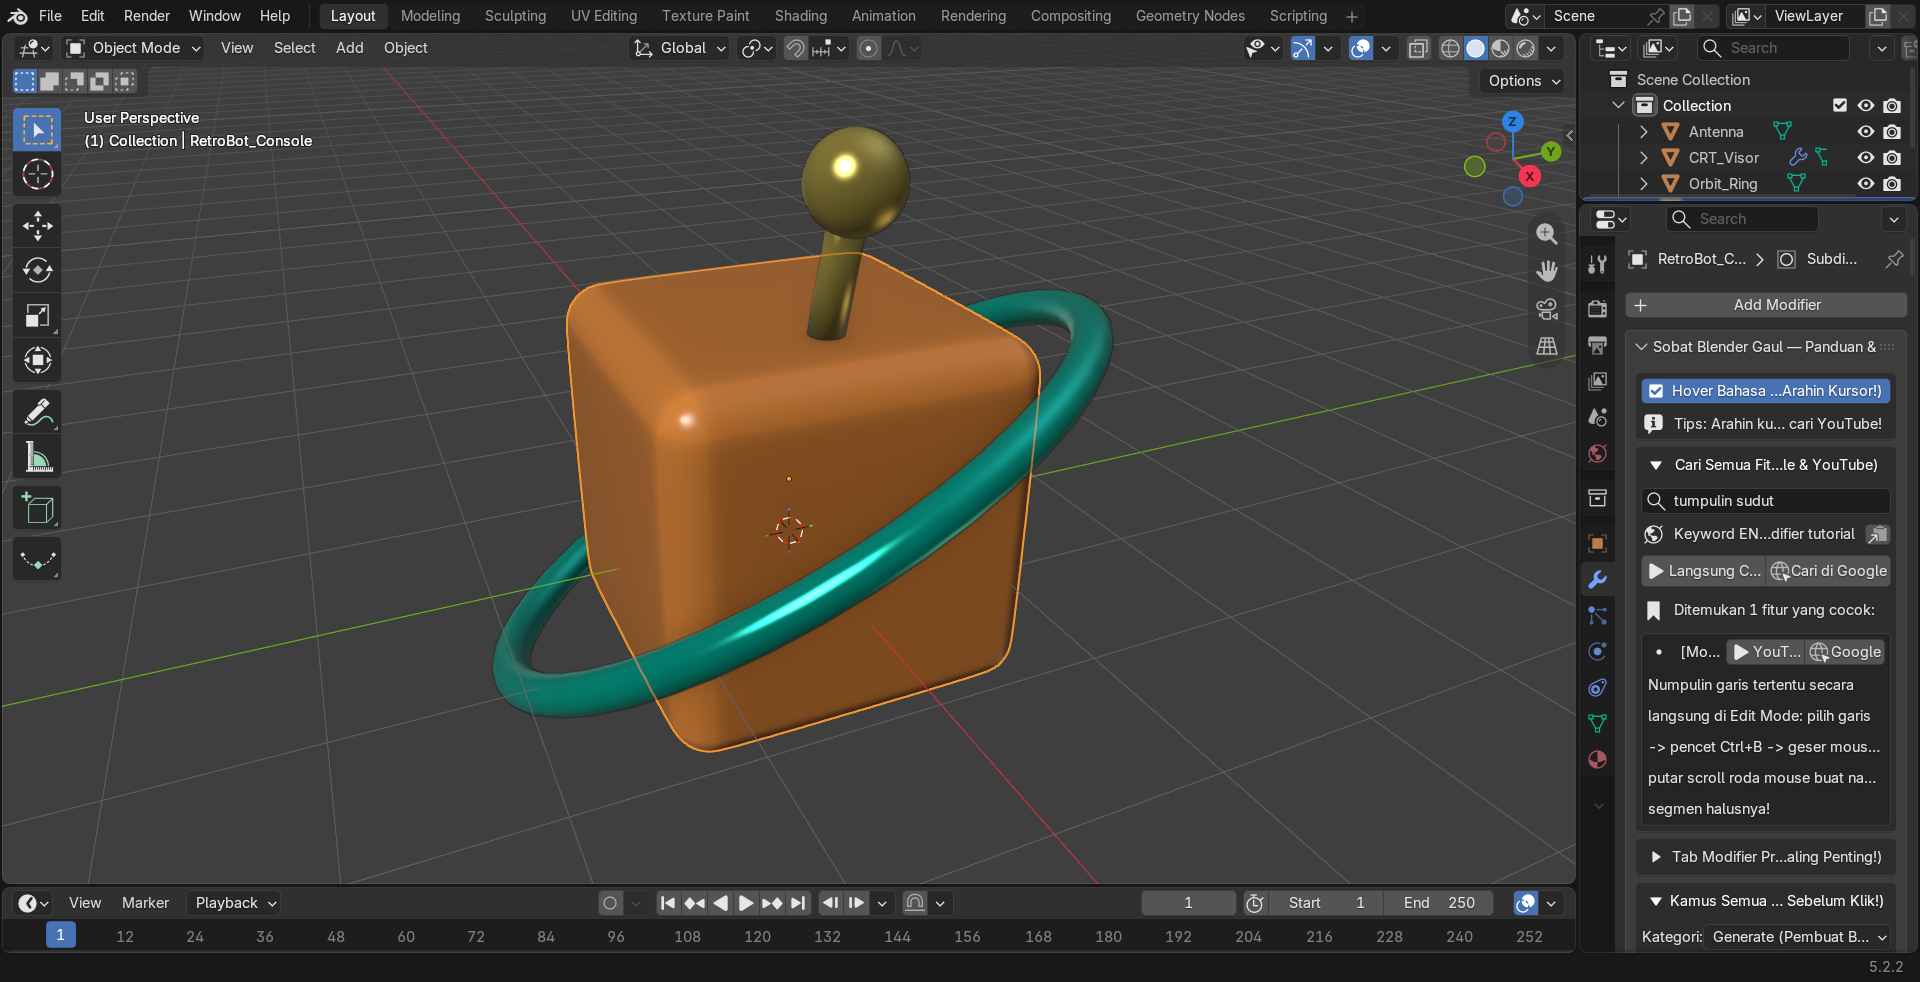 File Edit Render Window Help Layout Modeling Sculpting UV Editing Texture Paint Shading Animation Rendering Compositing Geometry Nodes Scripting + Scene ViewLayer
Object Mode View Select Add Object Global Search
Options
User Perspective
(1) Collection | RetroBot_Console
Z
Y
X
Scene Collection
Collection
Antenna
CRT_Visor
Orbit_Ring
Search
RetroBot_C... Subdi...
Add Modifier
Sobat Blender Gaul — Panduan &
Hover Bahasa ...Arahin Kursor!)
Tips: Arahin ku... cari YouTube!
Cari Semua Fit...le & YouTube)
tumpulin sudut
Keyword EN...difier tutorial
Langsung C... Cari di Google
Ditemukan 1 fitur yang cocok:
• [Mo... YouT... Google
Numpulin garis tertentu secara
langsung di Edit Mode: pilih garis
-> pencet Ctrl+B -> geser mous...
putar scroll roda mouse buat na...
segmen halusnya!
Tab Modifier Pr...aling Penting!)
Kamus Semua ... Sebelum Klik!)
Kategori: Generate (Pembuat B...
View Marker Playback 1 Start 1 End 250
1 12 24 36 48 60 72 84 96 108 120 132 144 156 168 180 192 204 216 228 240 252
5.2.2